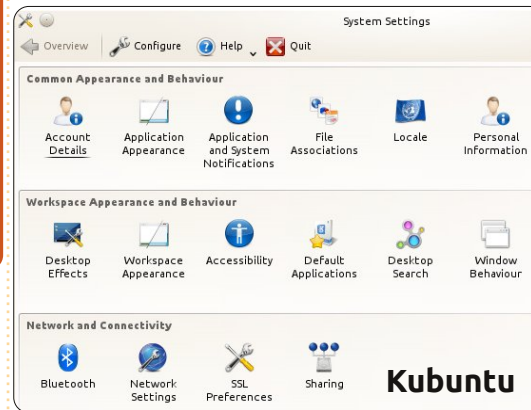 System Settings
Overview Configure Help Quit
Common Appearance and Behaviour
Account Details
Application Appearance
Application and System Notifications
File Associations
Locale
Personal Information
Workspace Appearance and Behaviour
Desktop Effects
Workspace Appearance
Accessibility
Default Applications
Desktop Search
Window Behaviour
Network and Connectivity
Bluetooth
Network Settings
SSL Preferences
Sharing
Kubuntu